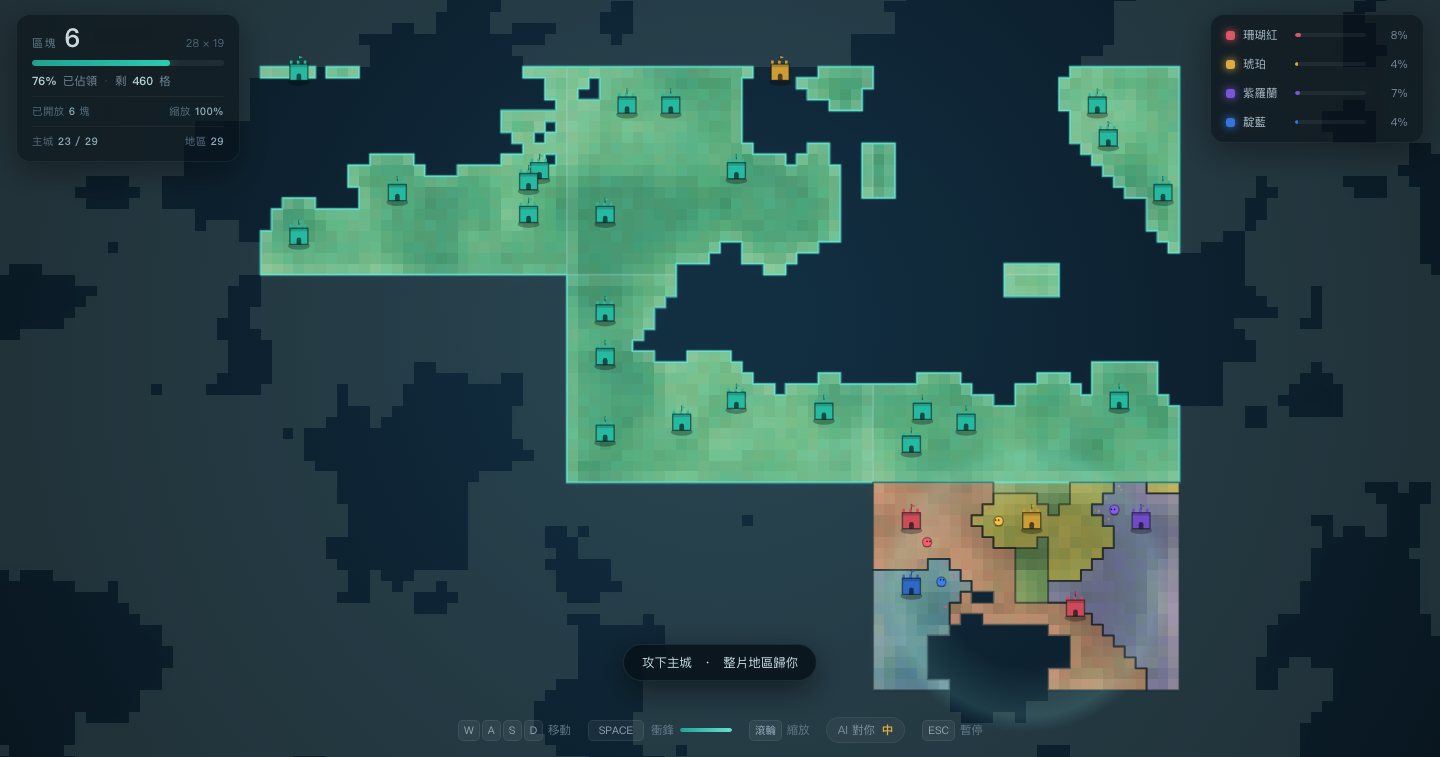 區塊 6 28 × 19
76% 已佔領 · 剩 460 格
已開放 6 塊 縮放 100%
主城 23 / 29 地區 29
珊瑚紅 8%
琥珀 4%
紫羅蘭 7%
靛藍 4%
攻下主城 · 整片地區歸你
W A S D 移動 SPACE 衝鋒 滾輪 縮放 AI 對你 中 ESC 暫停